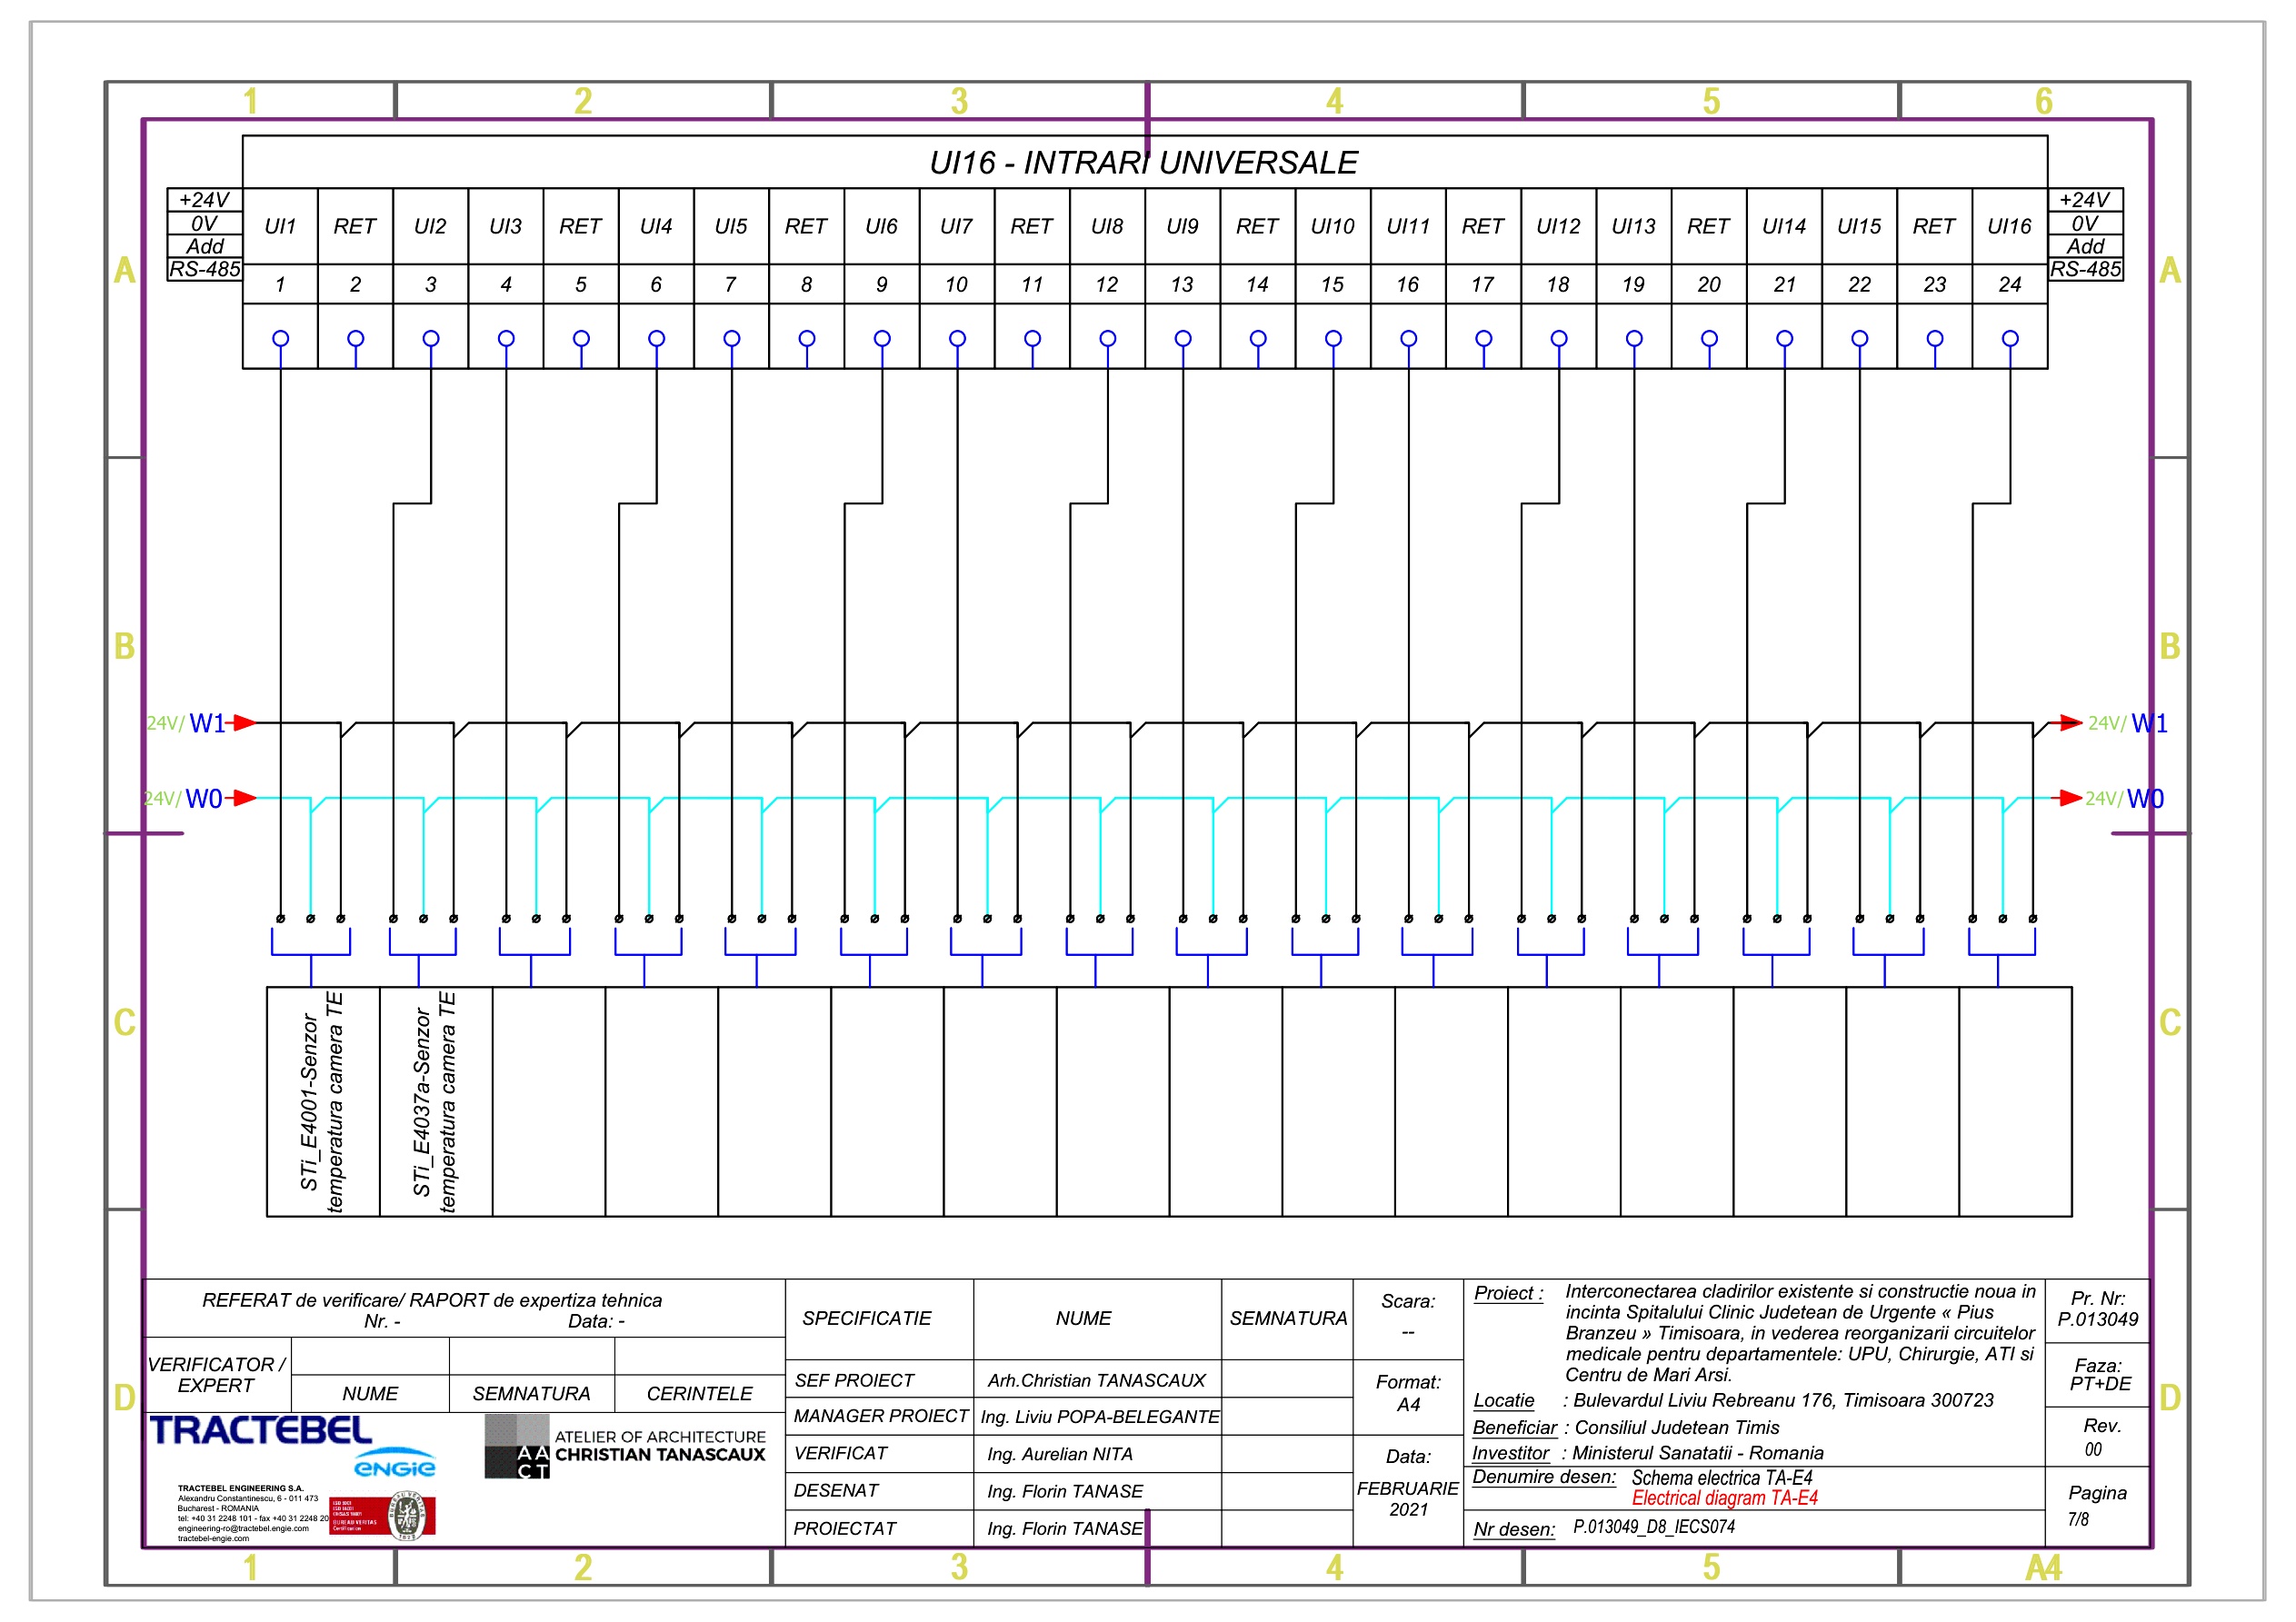 1 2 3 4 5 6
UI16 - INTRARI UNIVERSALE
+24V
0V
Add
RS-485
UI1 RET UI2 UI3 RET UI4 UI5 RET UI6 UI7 RET UI8 UI9 RET UI10 UI11 RET UI12 UI13 RET UI14 UI15 RET UI16
+24V
0V
Add
RS-485
1 2 3 4 5 6 7 8 9 10 11 12 13 14 15 16 17 18 19 20 21 22 23 24
A A
B B
24V/ W1 24V/ W1
24V/ W0 24V/ W0
C C
STi_E4001-Senzor
temperatura camera TE
STi_E4037a-Senzor
temperatura camera TE
D D
REFERAT de verificare/ RAPORT de expertiza tehnica
Nr. - Data: -
VERIFICATOR /
EXPERT
NUME SEMNATURA CERINTELE
TRACTEBEL
ENGIE
AA
CT
ATELIER OF ARCHITECTURE
CHRISTIAN TANASCAUX
TRACTEBEL ENGINEERING S.A.
Alexandru Constantinescu, 6 - 011 473
Bucharest - ROMANIA
tel: +40 31 2248 101 - fax +40 31 2248 20
engineering-ro@tractebel.engie.com
tractebel-engie.com
BUREAU VERITAS
Certification
SPECIFICATIE NUME SEMNATURA
SEF PROIECT Arh.Christian TANASCAUX
MANAGER PROIECT Ing. Liviu POPA-BELEGANTE
VERIFICAT Ing. Aurelian NITA
DESENAT Ing. Florin TANASE
PROIECTAT Ing. Florin TANASE
Scara:
--
Format:
A4
Data:
FEBRUARIE
2021
Proiect : Interconectarea cladirilor existente si constructie noua in
incinta Spitalului Clinic Judetean de Urgente « Pius
Branzeu » Timisoara, in vederea reorganizarii circuitelor
medicale pentru departamentele: UPU, Chirurgie, ATI si
Centru de Mari Arsi.
Locatie : Bulevardul Liviu Rebreanu 176, Timisoara 300723
Beneficiar : Consiliul Judetean Timis
Investitor : Ministerul Sanatatii - Romania
Denumire desen: Schema electrica TA-E4
Electrical diagram TA-E4
Nr desen: P.013049_D8_IECS074
Pr. Nr:
P.013049
Faza:
PT+DE
Rev.
00
Pagina
7/8
1 2 3 4 5 A4